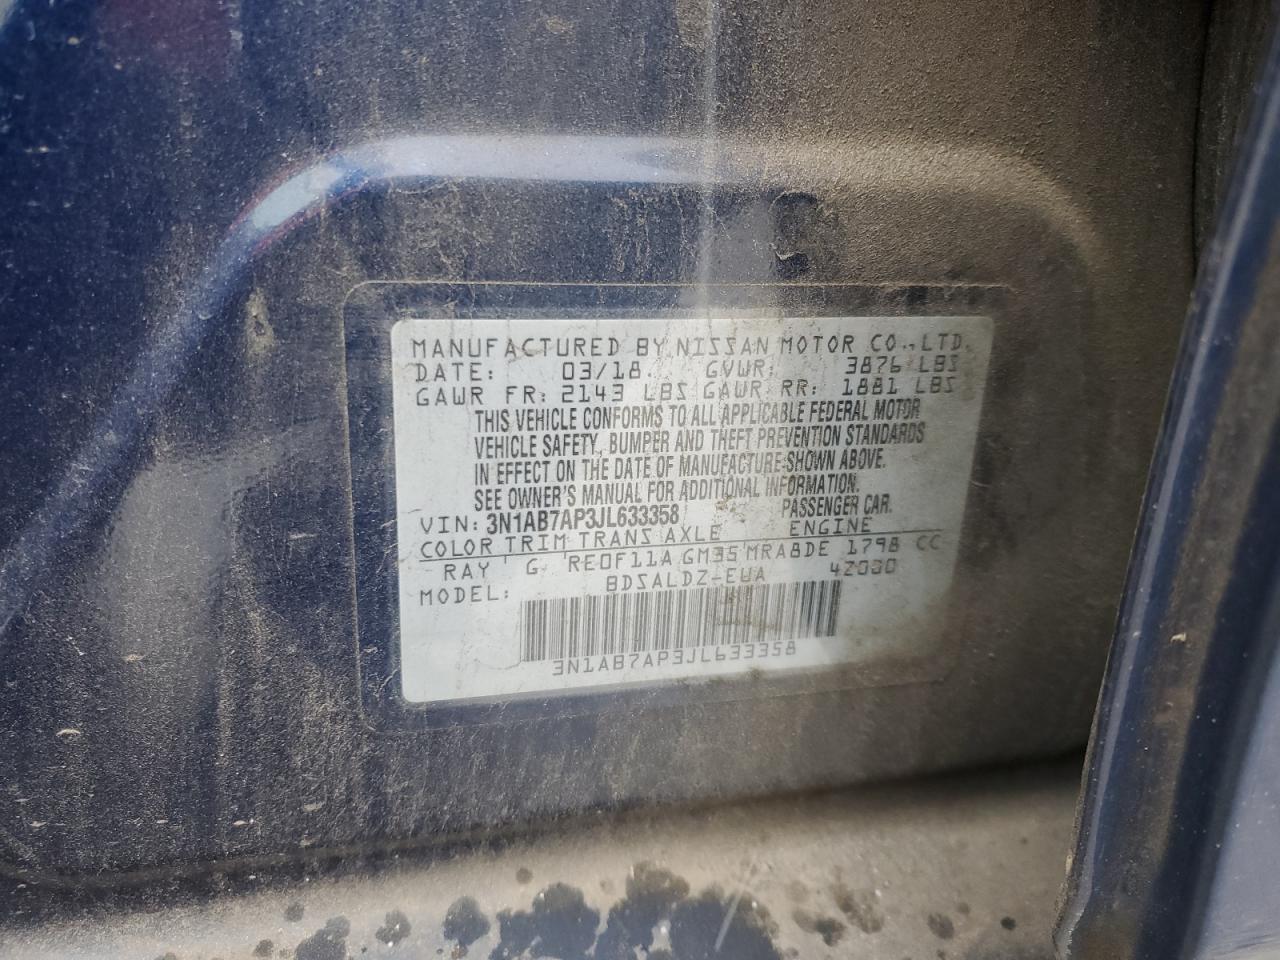 MANUFACTURED BY NISSAN MOTOR CO., LTD.
DATE: 03/18 GVWR: 3876 LBS
GAWR FR: 2143 LBS GAWR RR: 1881 LBS
THIS VEHICLE CONFORMS TO ALL APPLICABLE FEDERAL MOTOR
VEHICLE SAFETY, BUMPER AND THEFT PREVENTION STANDARDS
IN EFFECT ON THE DATE OF MANUFACTURE SHOWN ABOVE.
SEE OWNER'S MANUAL FOR ADDITIONAL INFORMATION.
VIN: 3N1AB7AP3JL633358 PASSENGER CAR.
COLOR TRIM TRANS AXLE ENGINE
RAY G RE0F11A GM35 MRA8DE 1798 CC
MODEL: BDSALDZ-EUA 42000
3N1AB7AP3JL633358